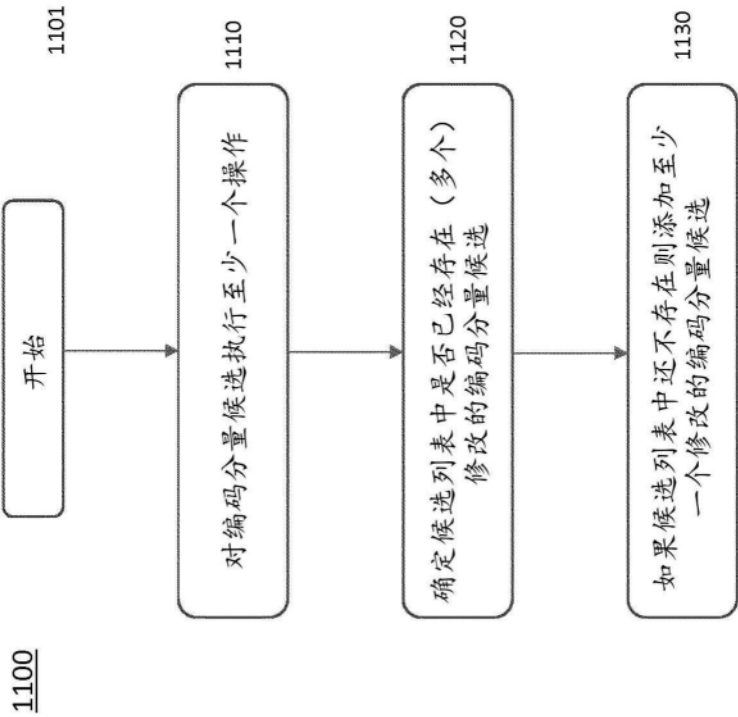 1100
开始
1101
对编码分量候选执行至少一个操作
1110
确定候选列表中是否已经存在（多个）
修改的编码分量候选
1120
如果候选列表中还不存在则添加至少
一个修改的编码分量候选
1130